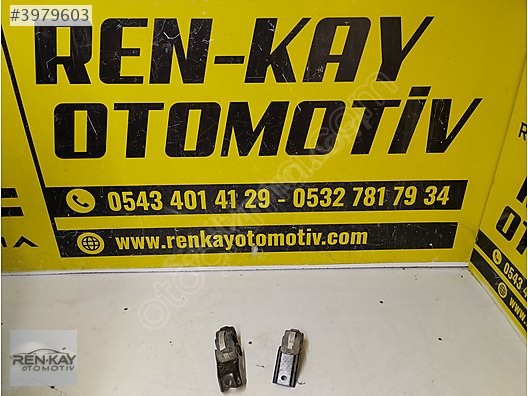 #3979603
REN-KAY
OTOMOTİV
0543 401 41 29 - 0532 781 79 34
www.renkayotomotiv.com
REN-KAY
OTOMOTİV